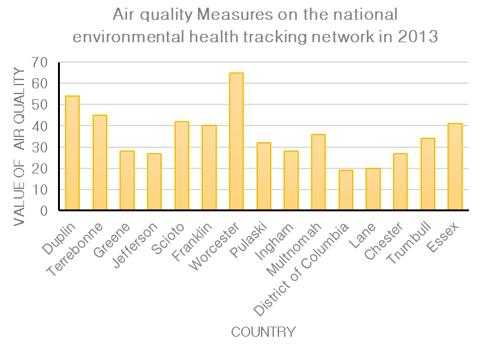 Air quality Measures on the national
environmental health tracking network in 2013
VALUE OF AIR QUALITY
70
60
50
40
30
20
10
0
Duplin
Terrebonne
Greene
Jefferson
Scioto
Franklin
Worcester
Pulaski
Ingham
Multnomah
District of Columbia
Lane
Chester
Trumbull
Essex
COUNTRY